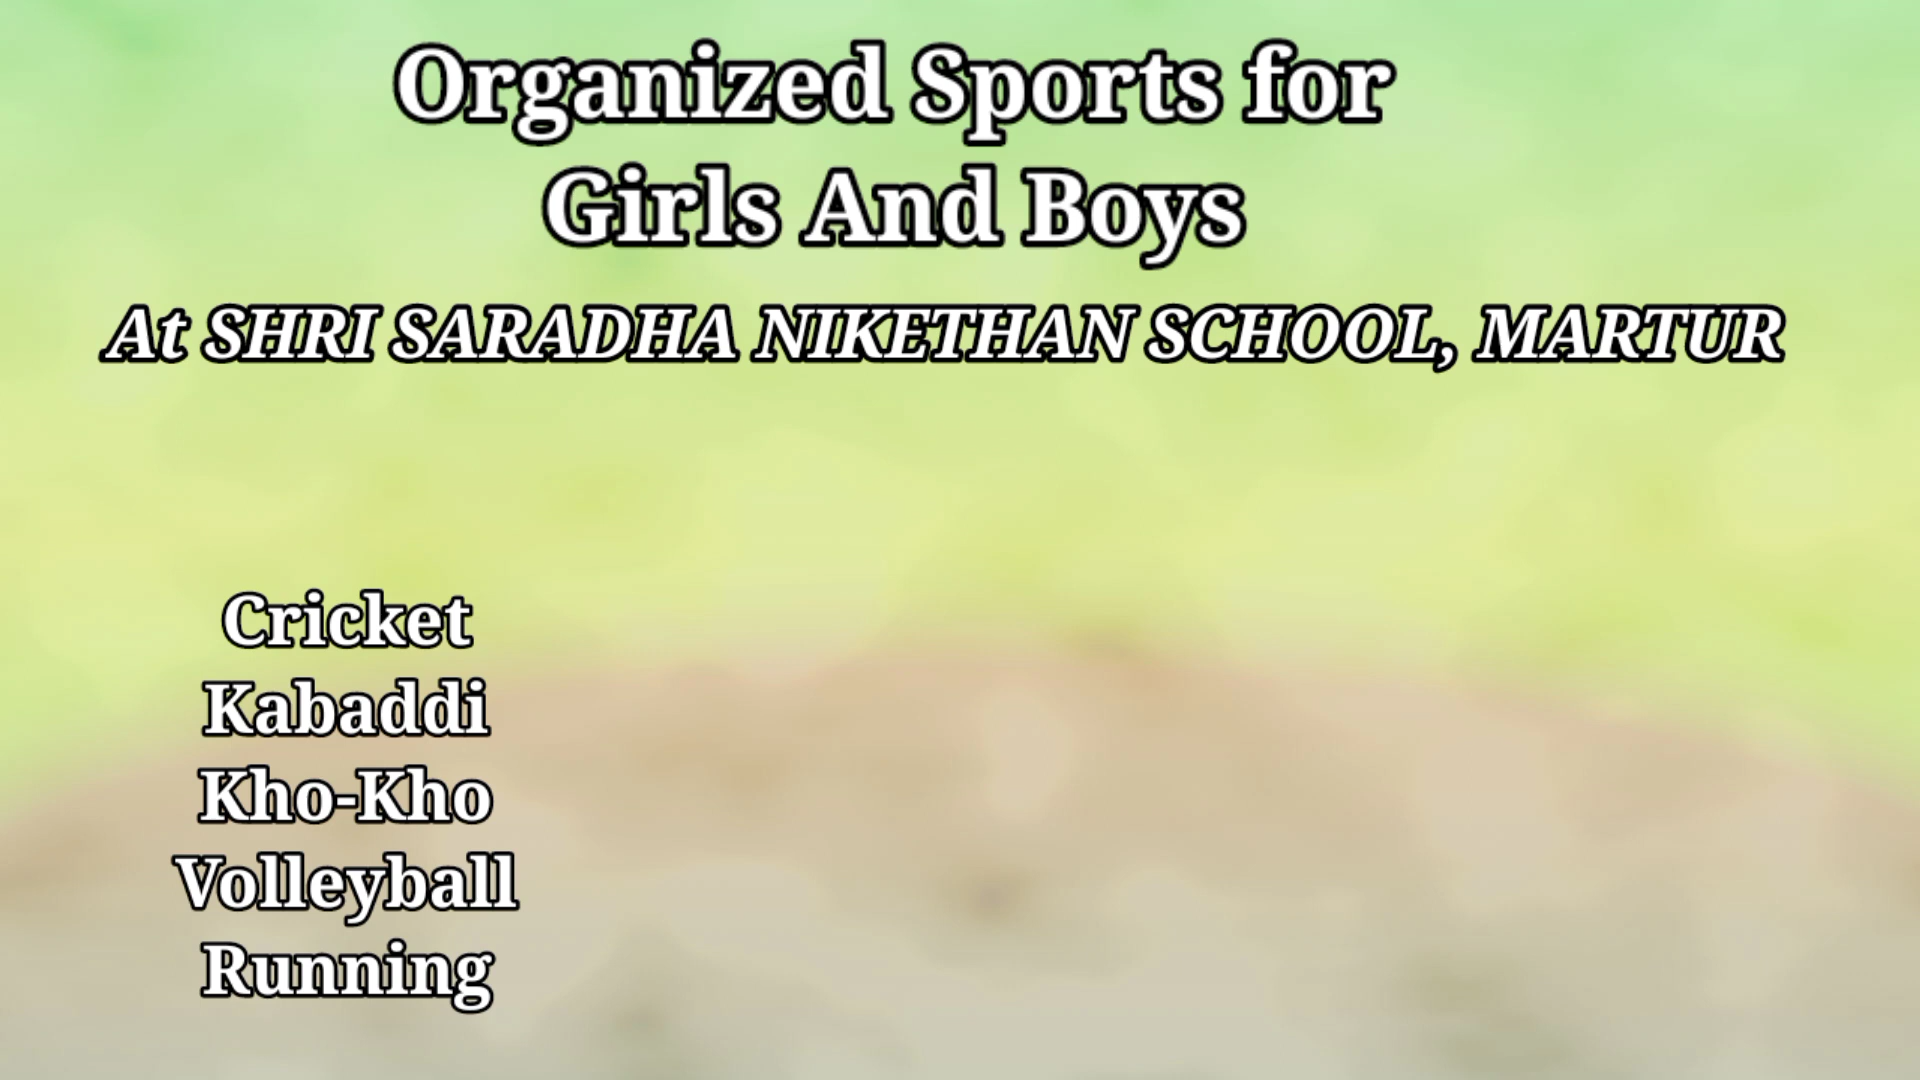 Organized Sports for
Girls And Boys
At SHRI SARADHA NIKETHAN SCHOOL, MARTUR
Cricket
Kabaddi
Kho-Kho
Volleyball
Running